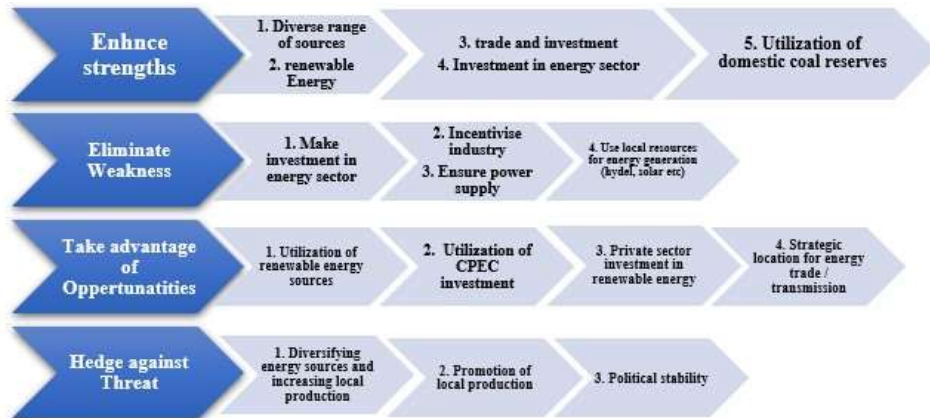 Enhnce
strengths
1. Diverse range
of sources
2. renewable
Energy
3. trade and investment
4. Investment in energy sector
5. Utilization of
domestic coal reserves
Eliminate
Weakness
1. Make
investment in
energy sector
2. Incentivise
industry
3. Ensure power
supply
4. Use local resources
for energy generation
(hydel, solar etc)
Take advantage
of
Oppertunatities
1. Utilization of
renewable energy
sources
2. Utilization of
CPEC
investment
3. Private sector
investment in
renewable energy
4. Strategic
location for energy
trade /
transmission
Hedge against
Threat
1. Diversifying
energy sources and
increasing local
production
2. Promotion of
local production
3. Political stability